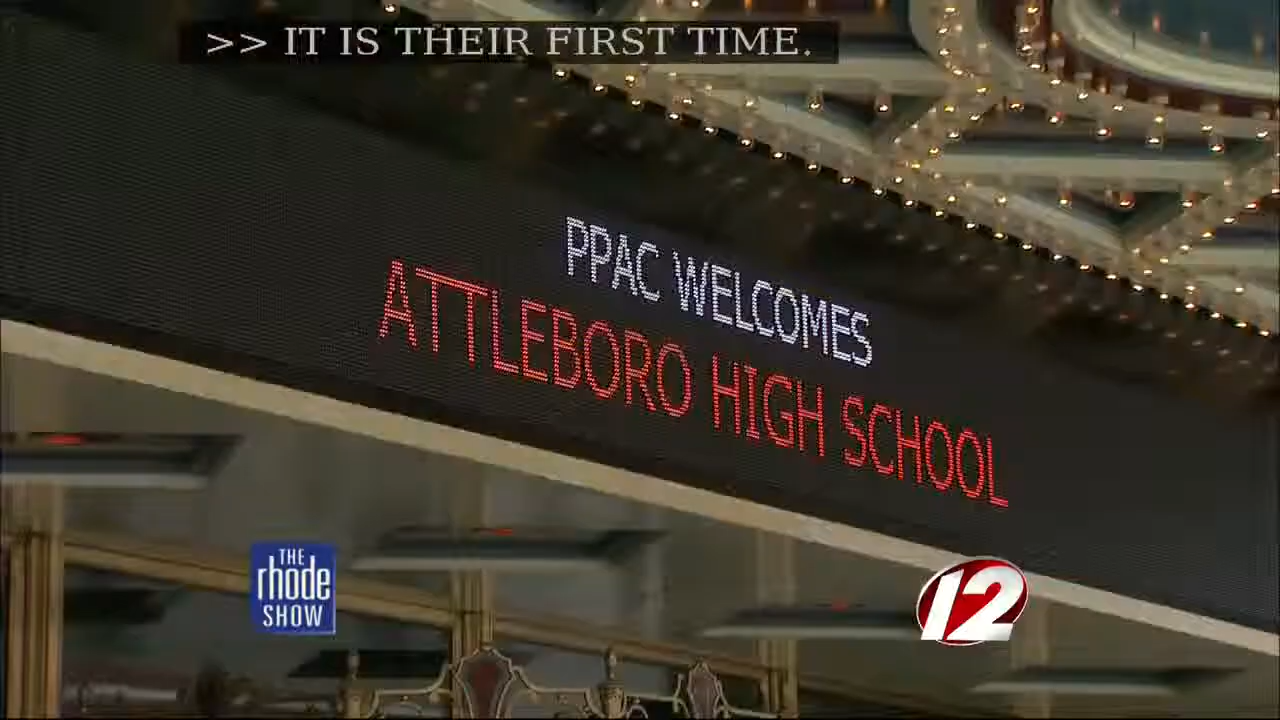 >> IT IS THEIR FIRST TIME.
PPAC WELCOMES
ATTLEBORO HIGH SCHOOL
THE
rhode
SHOW
12